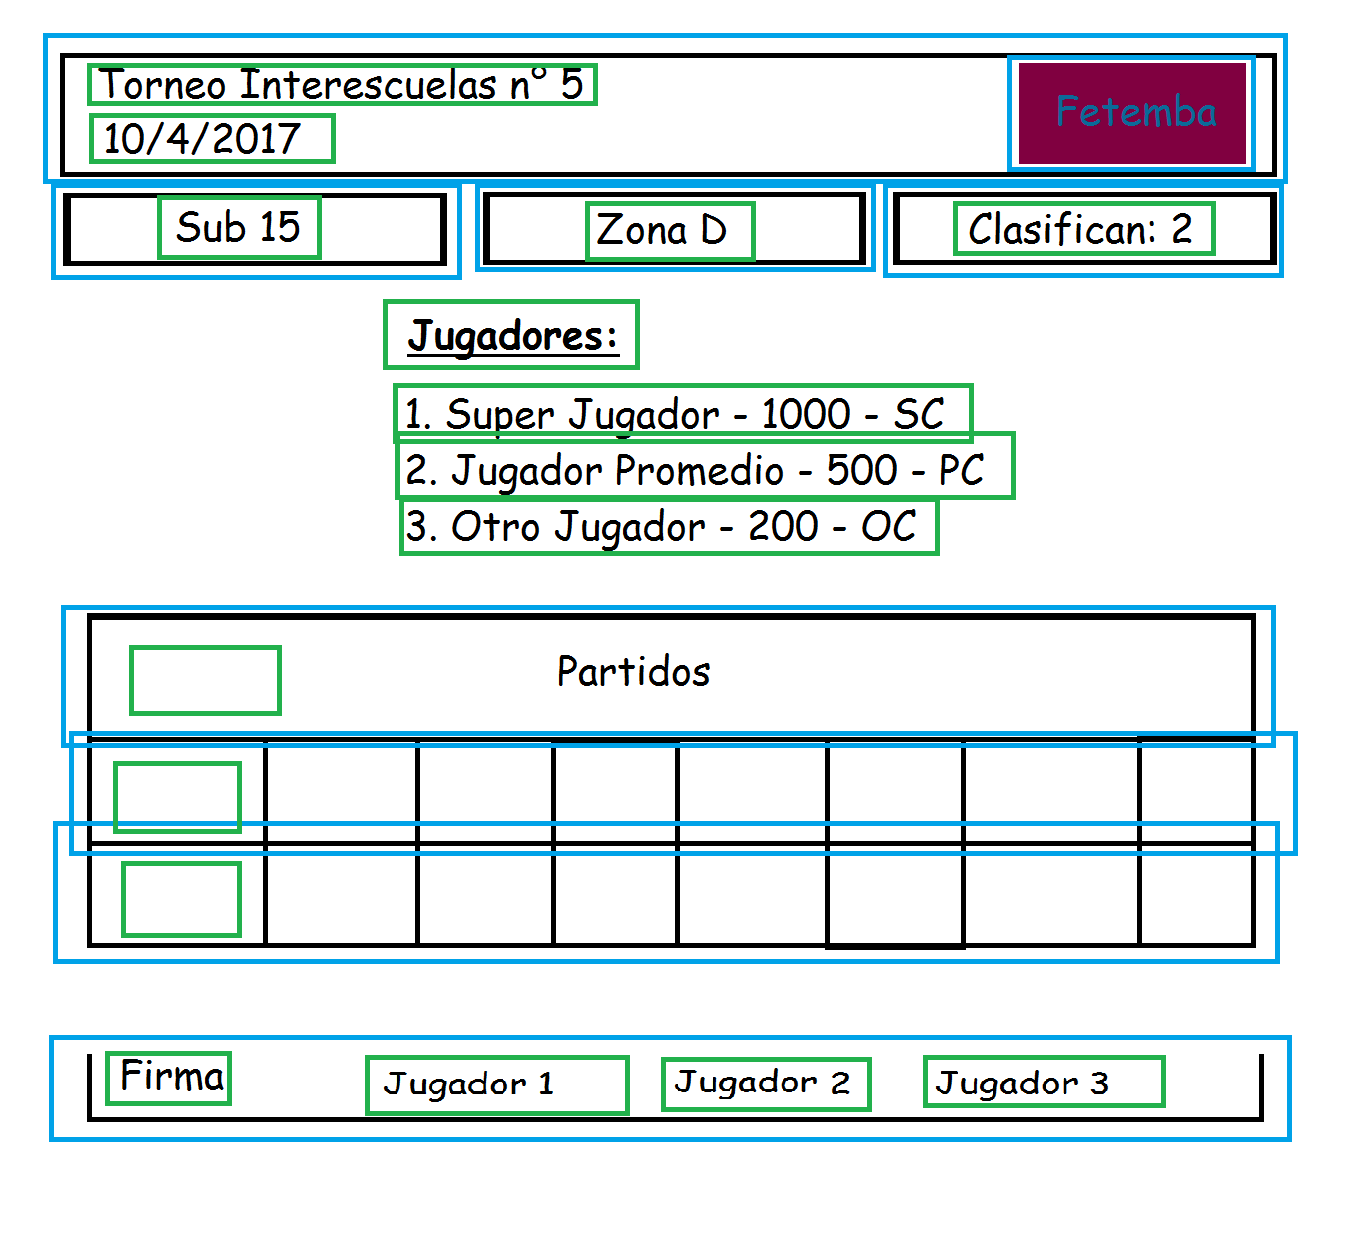 Torneo Interescuelas n° 5
10/4/2017
Fetemba
Sub 15
Zona D
Clasifican: 2
Jugadores:
1. Super Jugador - 1000 - SC
2. Jugador Promedio - 500 - PC
3. Otro Jugador - 200 - OC
Partidos
Firma
Jugador 1
Jugador 2
Jugador 3